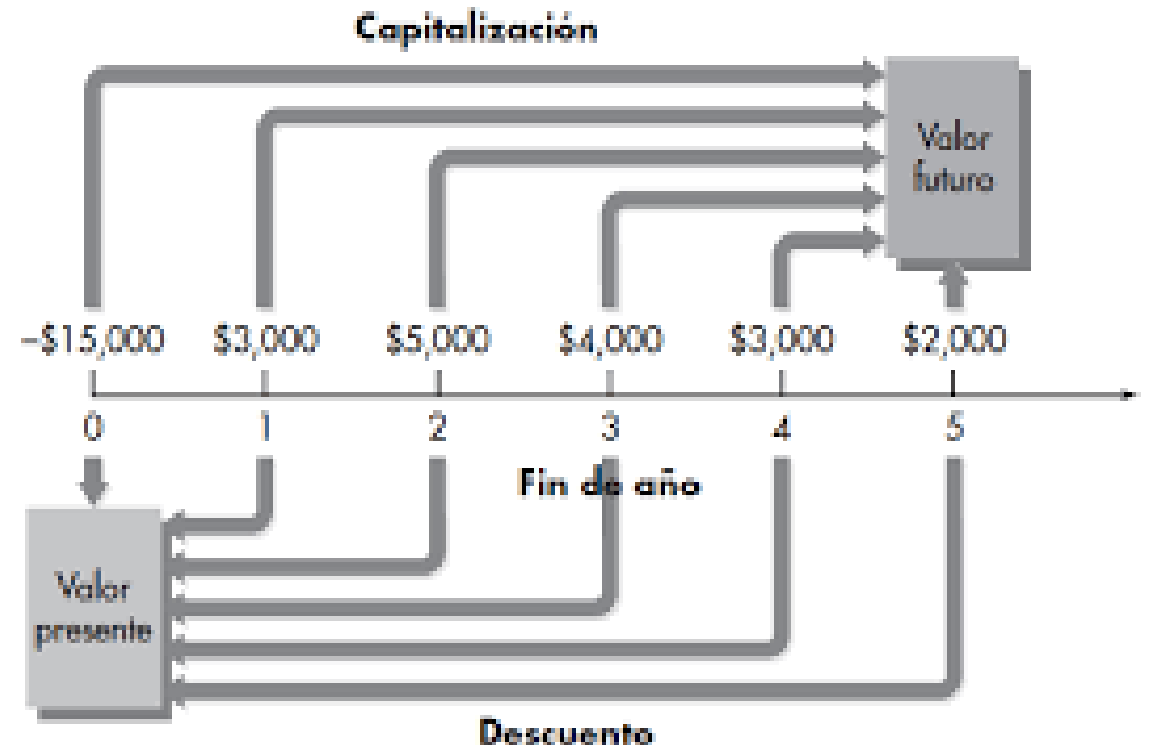 Capitalización
Valor
futuro
–$15,000 $3,000 $5,000 $4,000 $3,000 $2,000
0 1 2 3 4 5
Fin de año
Valor
presente
Descuento